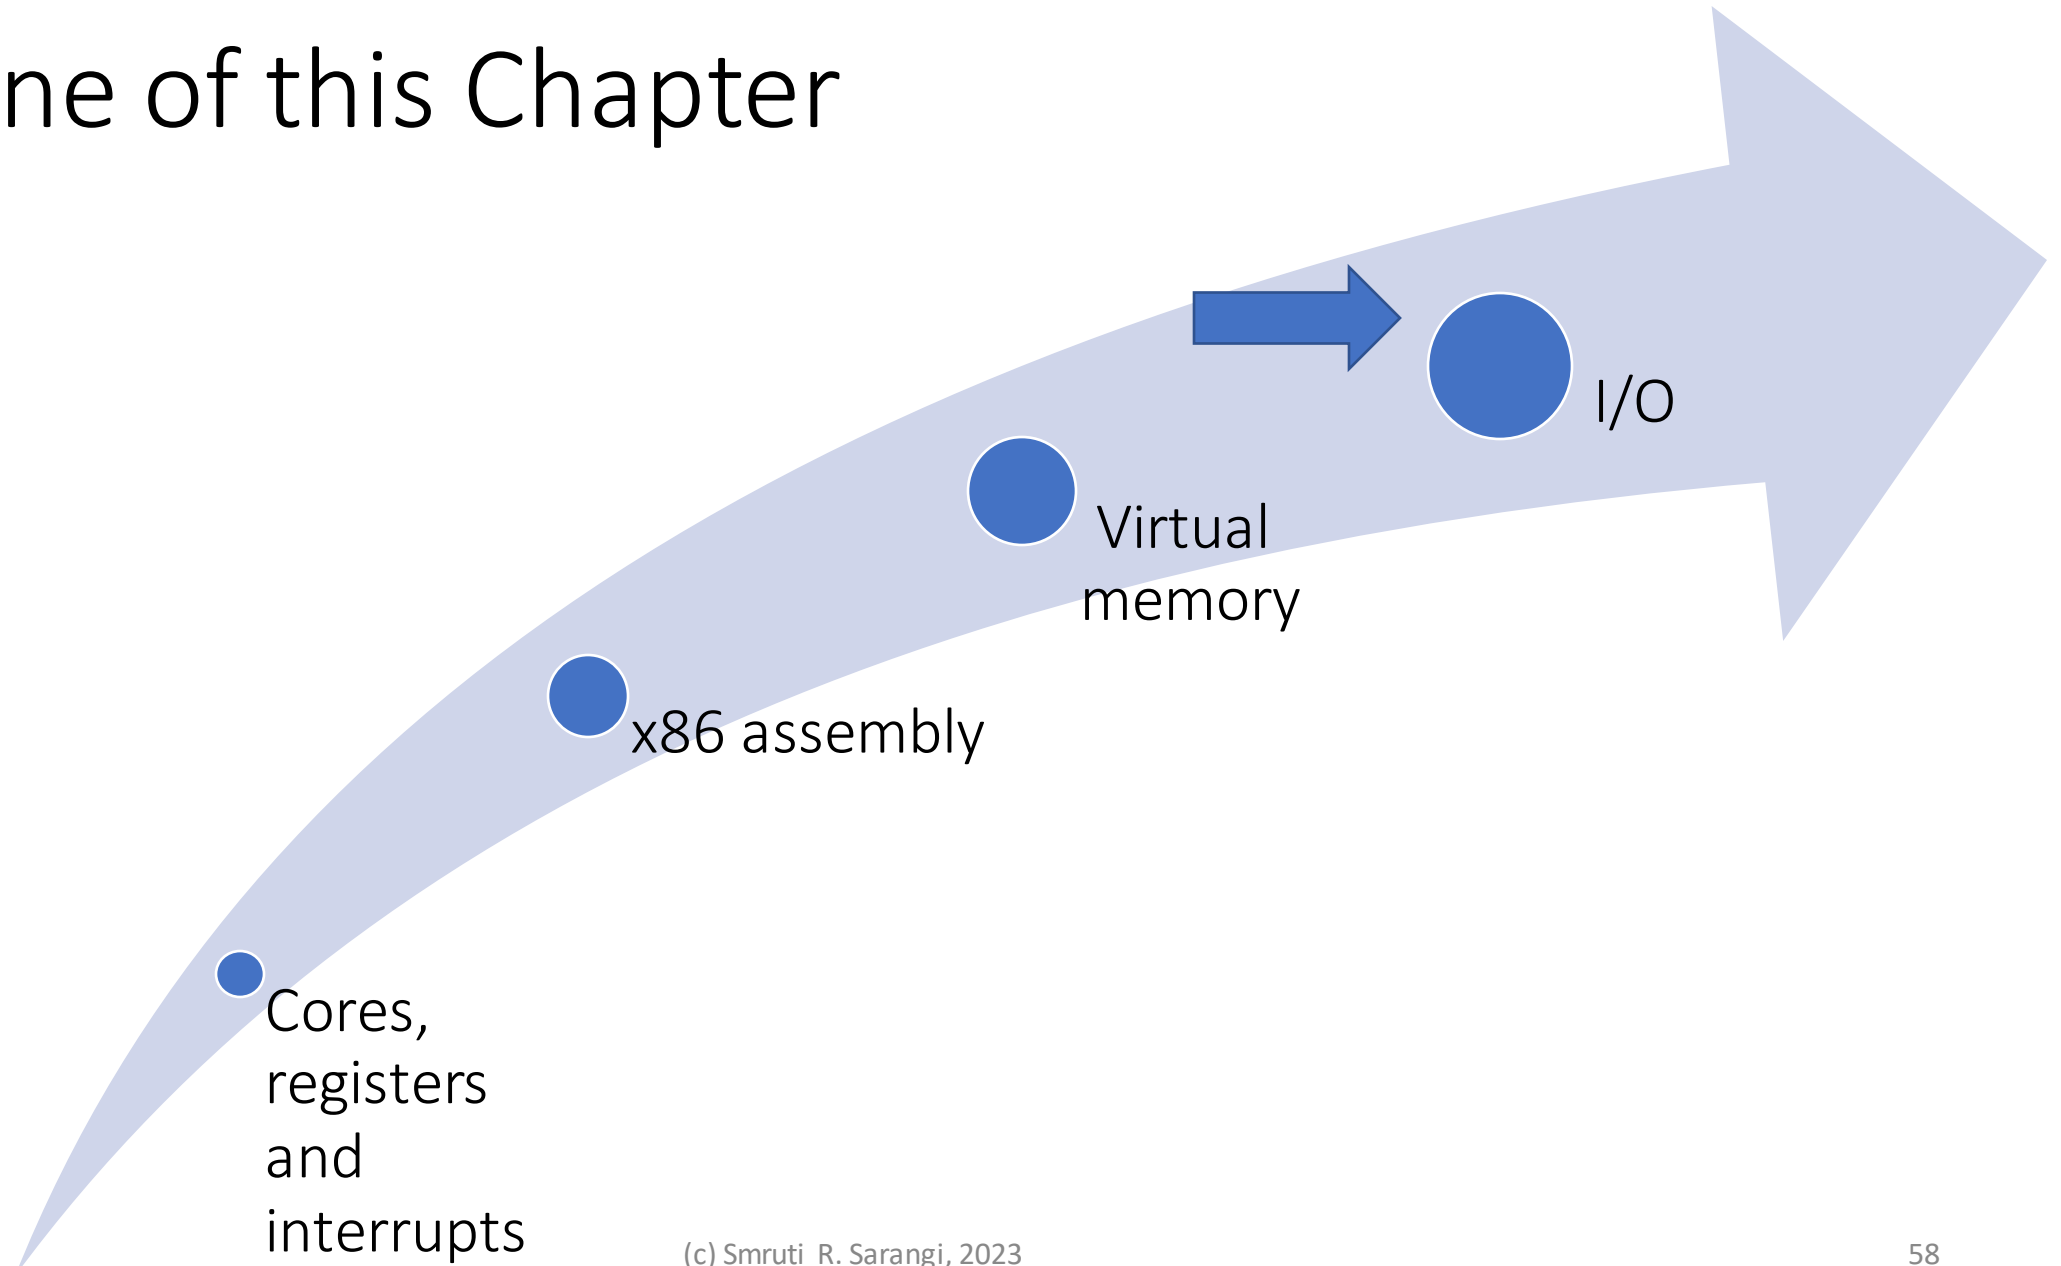 ne of this Chapter
I/O
Virtual
memory
x86 assembly
Cores,
registers
and
interrupts
(c) Smruti R. Sarangi, 2023
58